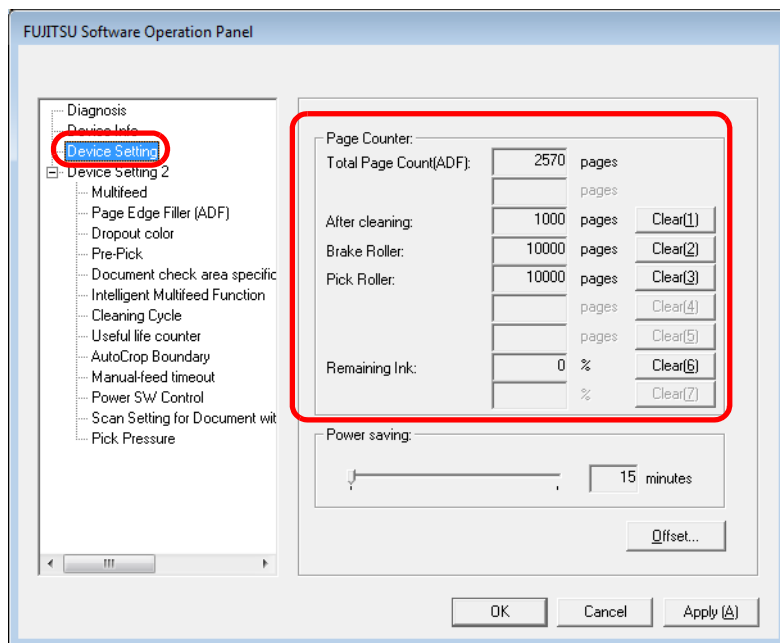 FUJITSU Software Operation Panel
Diagnosis
Device Info
Device Setting
Device Setting 2
Multifeed
Page Edge Filler (ADF)
Dropout color
Pre-Pick
Document check area specific
Intelligent Multifeed Function
Cleaning Cycle
Useful life counter
AutoCrop Boundary
Manual-feed timeout
Power SW Control
Scan Setting for Document wit
Pick Pressure
Page Counter:
Total Page Count(ADF): 2570 pages
pages
After cleaning: 1000 pages Clear(1)
Brake Roller: 10000 pages Clear(2)
Pick Roller: 10000 pages Clear(3)
pages Clear(4)
pages Clear(5)
Remaining Ink: 0 % Clear(6)
% Clear(7)
Power saving:
15 minutes
Offset...
OK Cancel Apply (A)